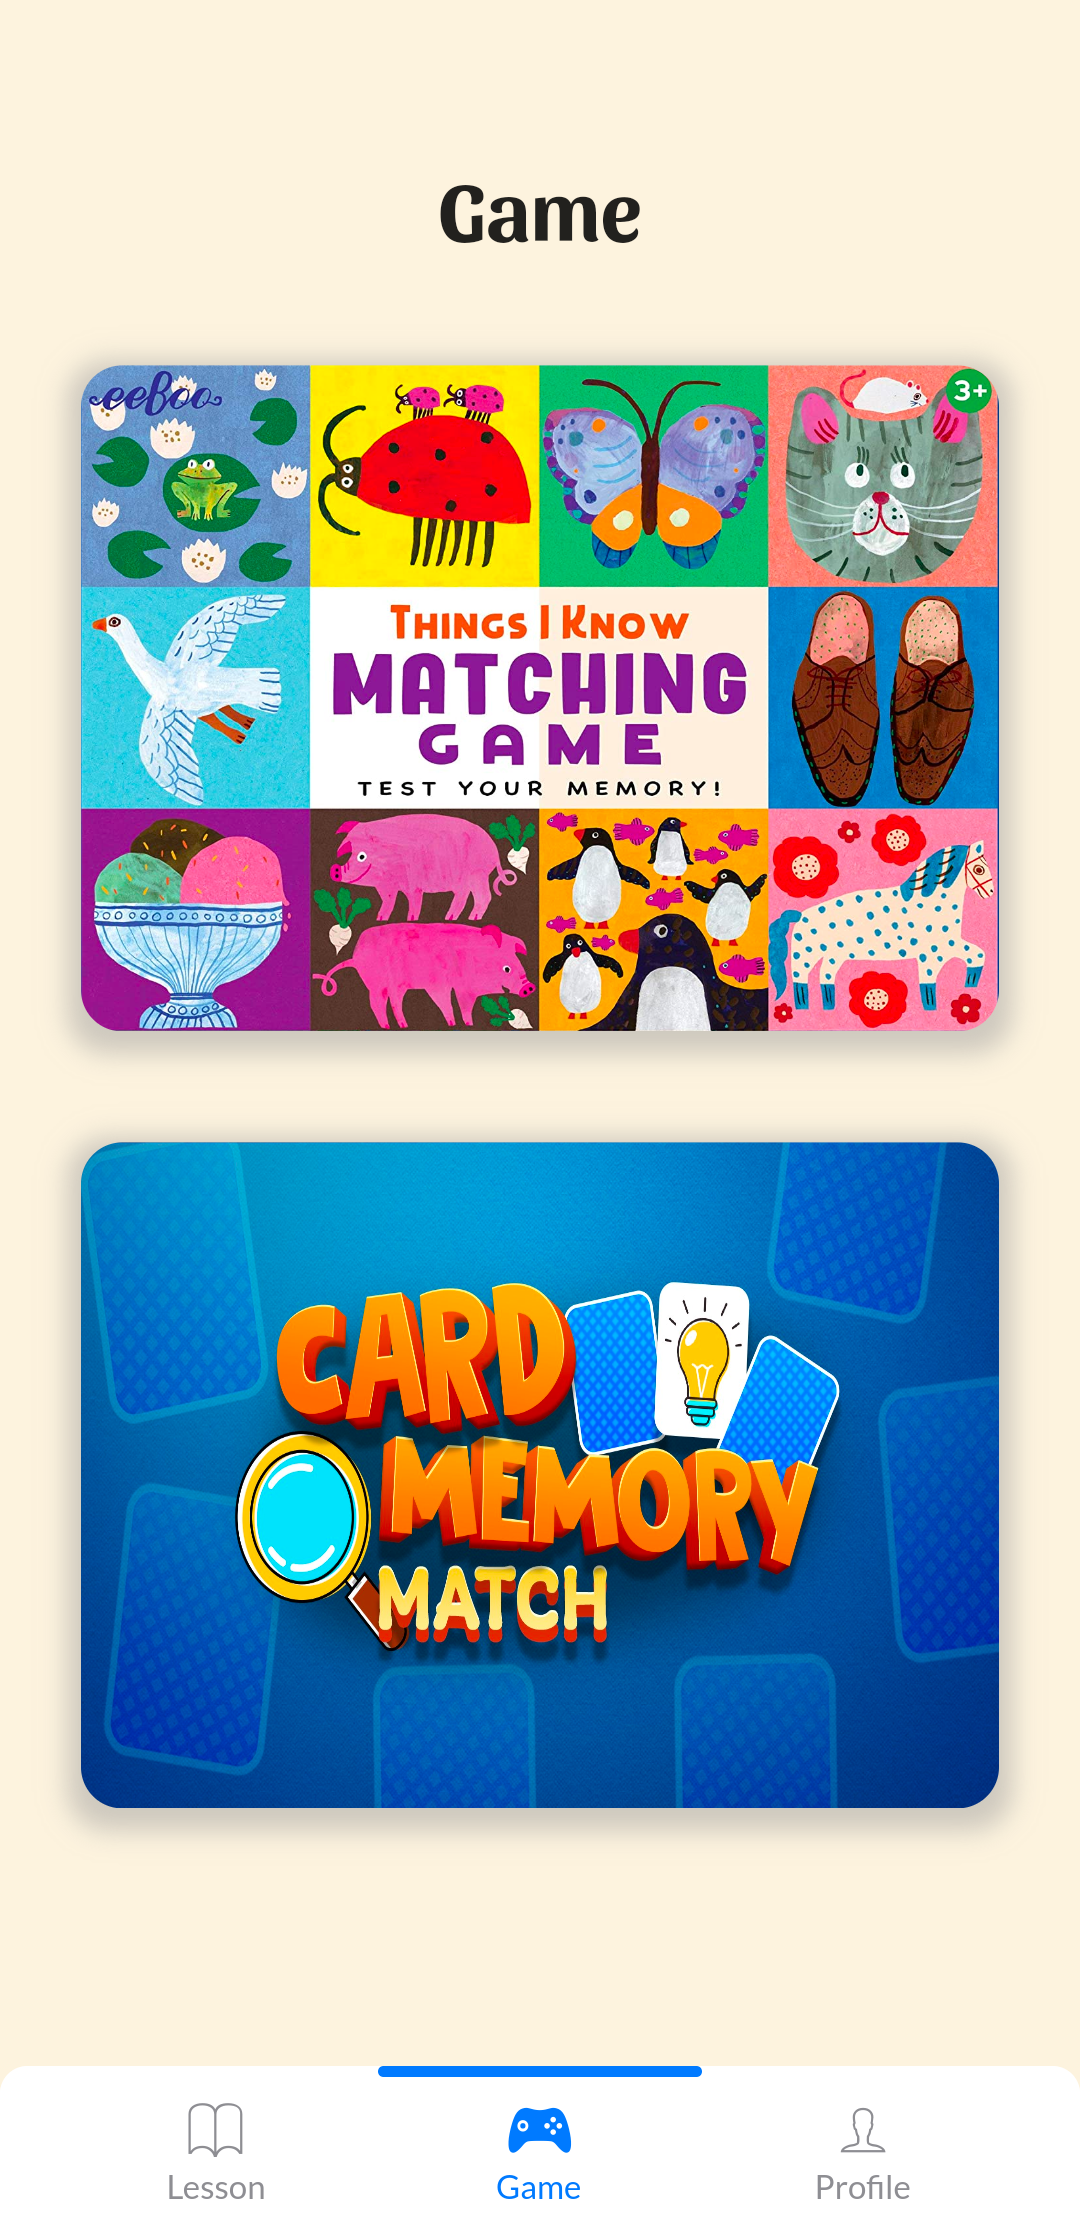 Game
eeBoo
3+
THINGS I KNOW
MATCHING
GAME
TEST YOUR MEMORY!
CARD
MEMORY
MATCH
Lesson
Game
Profile